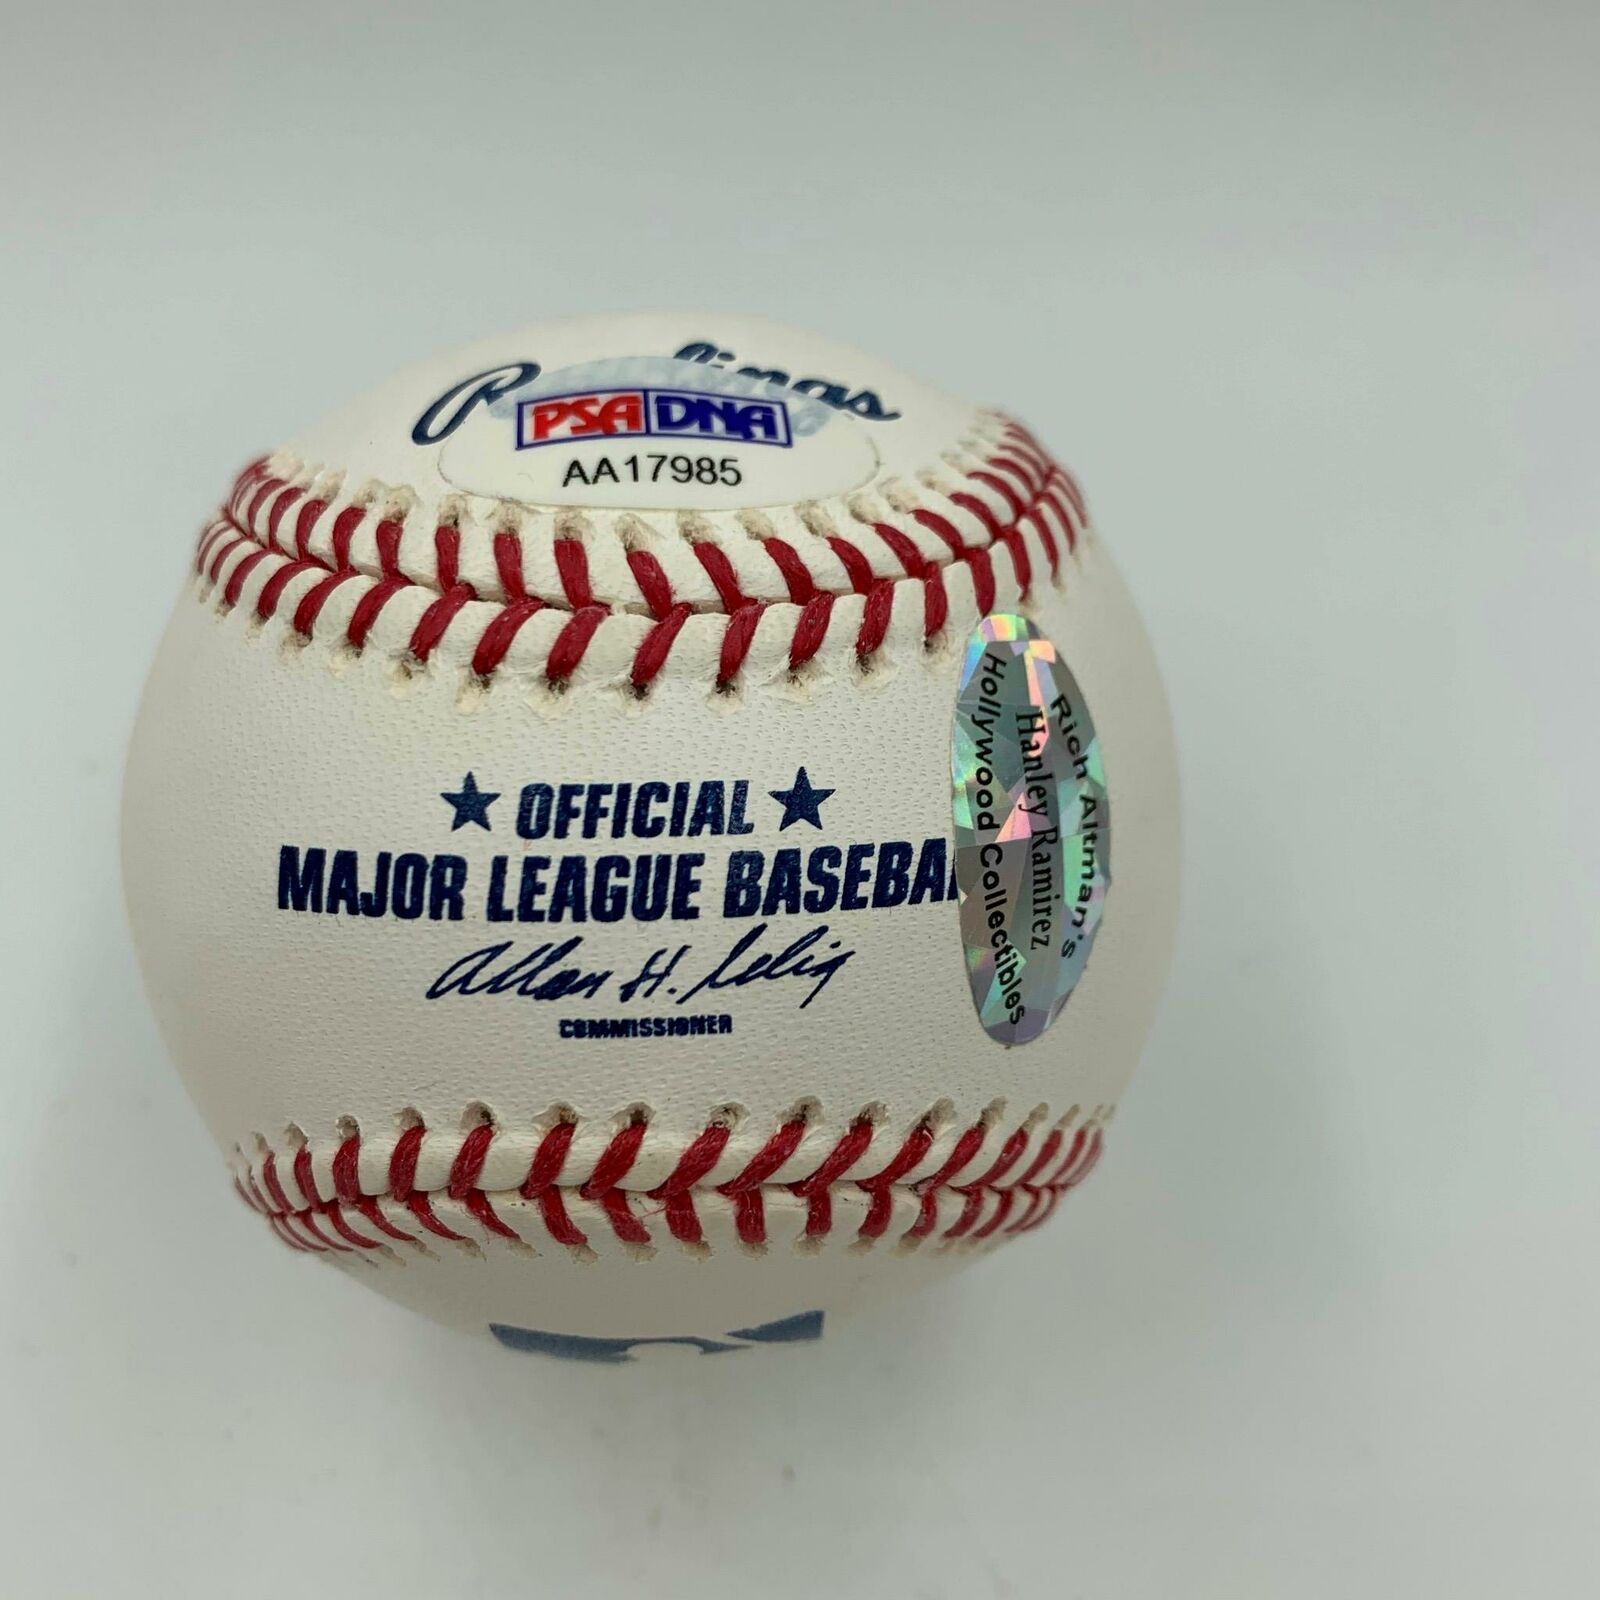 Rawlings
PSA DNA
AA17985
★ OFFICIAL ★
MAJOR LEAGUE BASEBA
Allan H. Selig
COMMISSIONER
Rich Altman's
Hanley Ramirez
Hollywood Collectibles